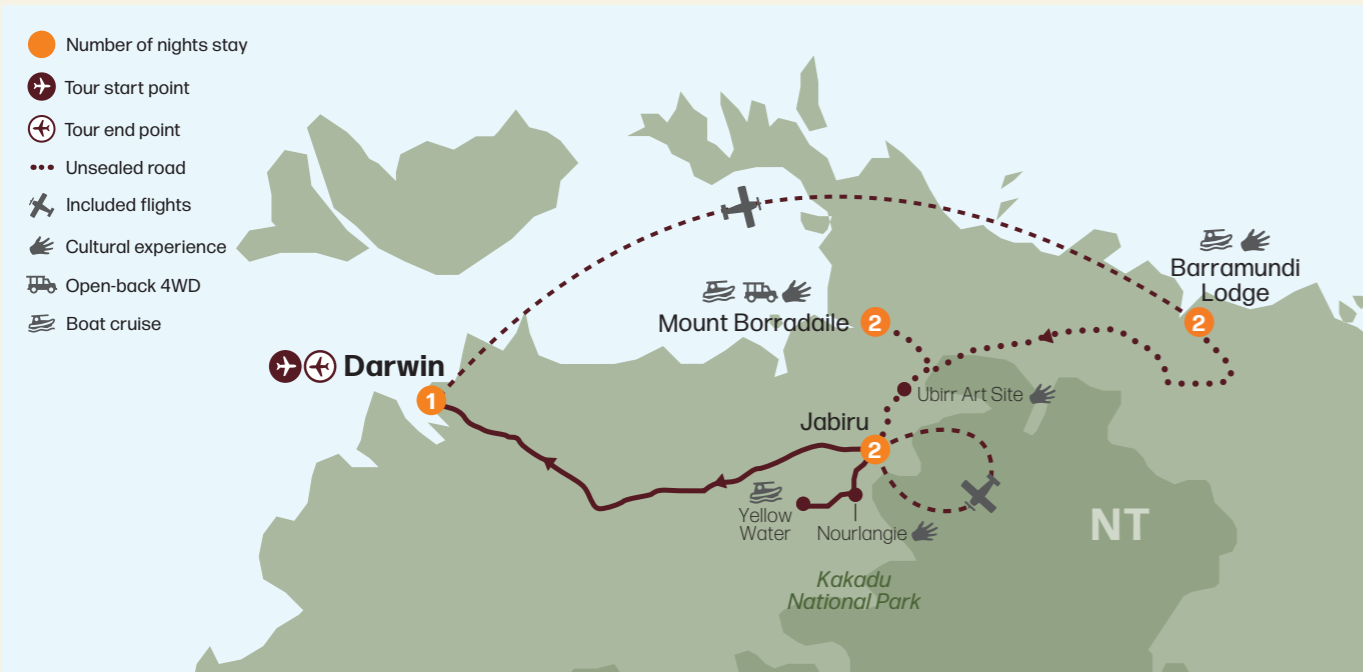 Number of nights stay
Tour start point
Tour end point
Unsealed road
Included flights
Cultural experience
Open-back 4WD
Boat cruise
Barramundi
Lodge
2
Mount Borradaile
2
Darwin
1
Ubirr Art Site
Jabiru
2
Yellow
Water
Nourlangie
NT
Kakadu
National Park